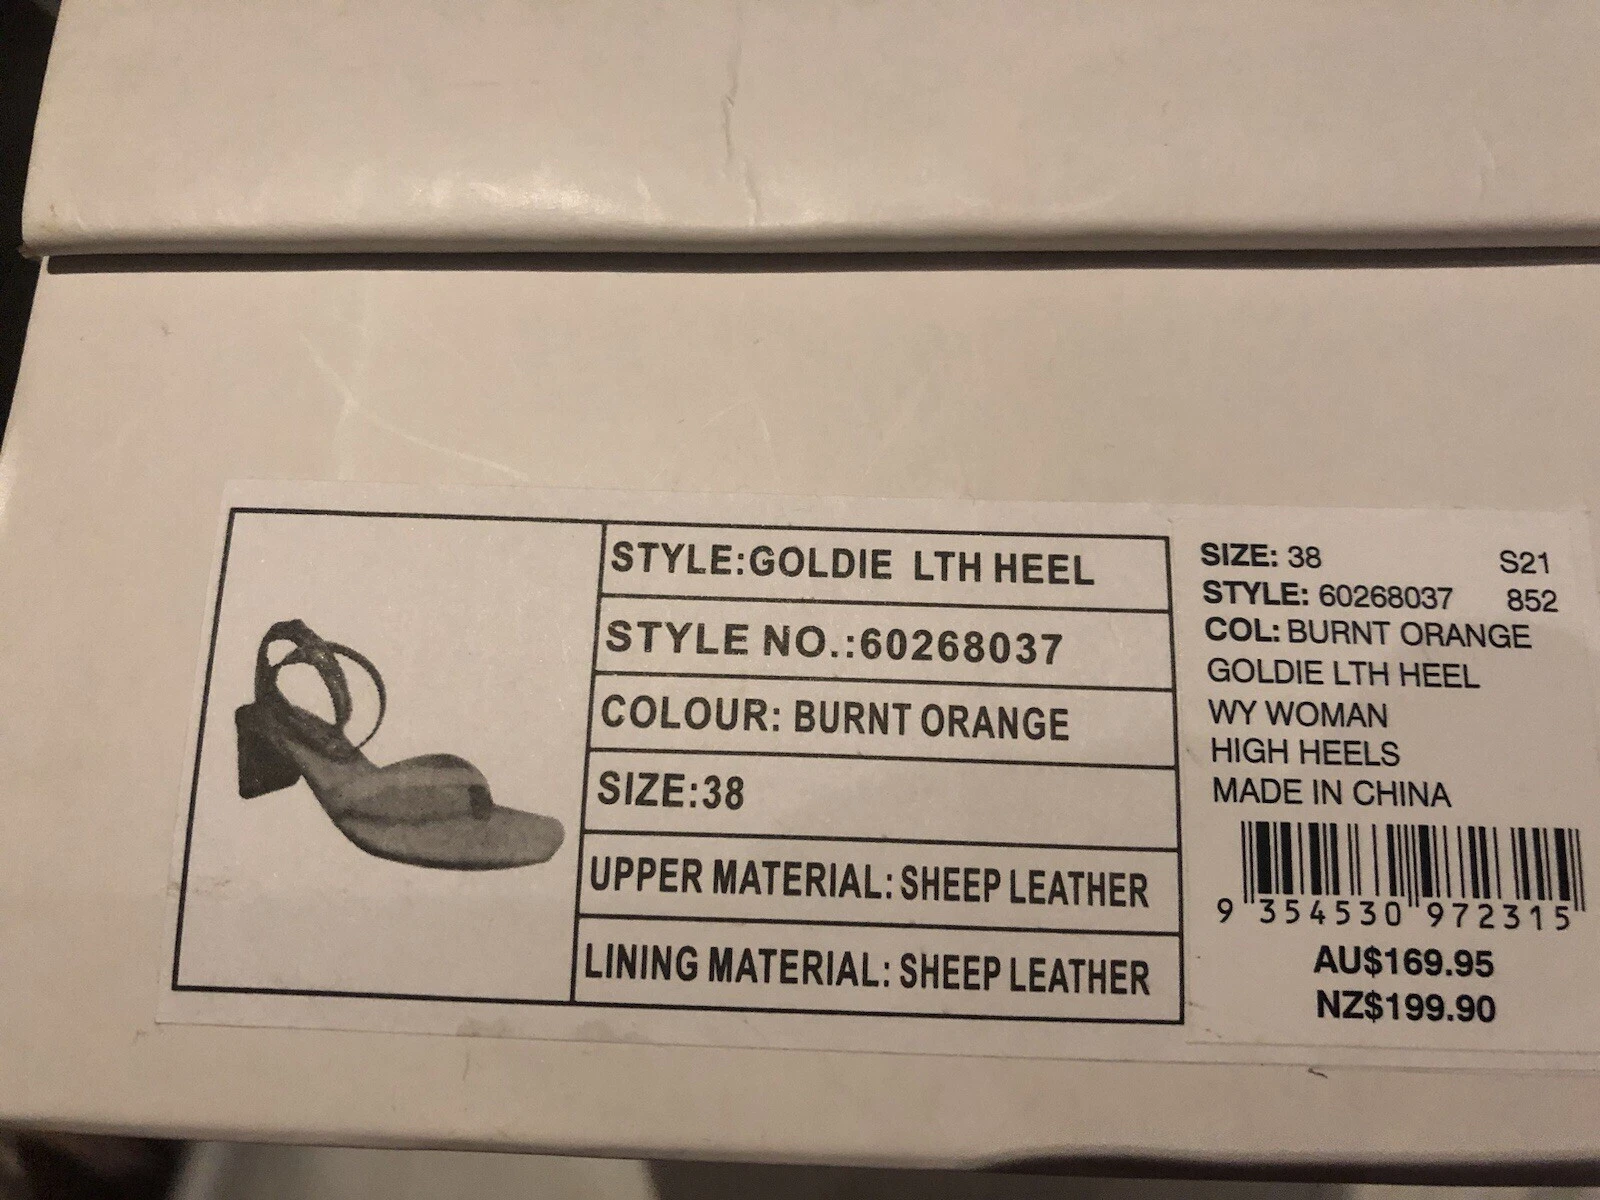 STYLE:GOLDIE LTH HEEL
STYLE NO.:60268037
COLOUR: BURNT ORANGE
SIZE:38
UPPER MATERIAL: SHEEP LEATHER
LINING MATERIAL: SHEEP LEATHER
SIZE: 38 S21
STYLE: 60268037 852
COL: BURNT ORANGE
GOLDIE LTH HEEL
WY WOMAN
HIGH HEELS
MADE IN CHINA
9 354530 972315
AU$169.95
NZ$199.90